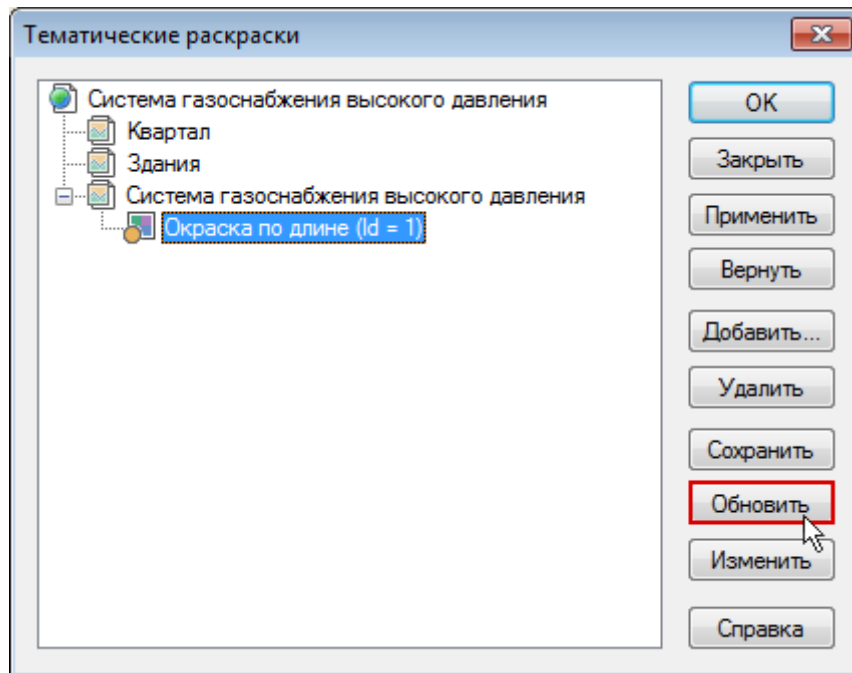 Тематические раскраски
Система газоснабжения высокого давления
Квартал
Здания
Система газоснабжения высокого давления
Окраска по длине (Id = 1)
OK
Закрыть
Применить
Вернуть
Добавить...
Удалить
Сохранить
Обновить
Изменить
Справка